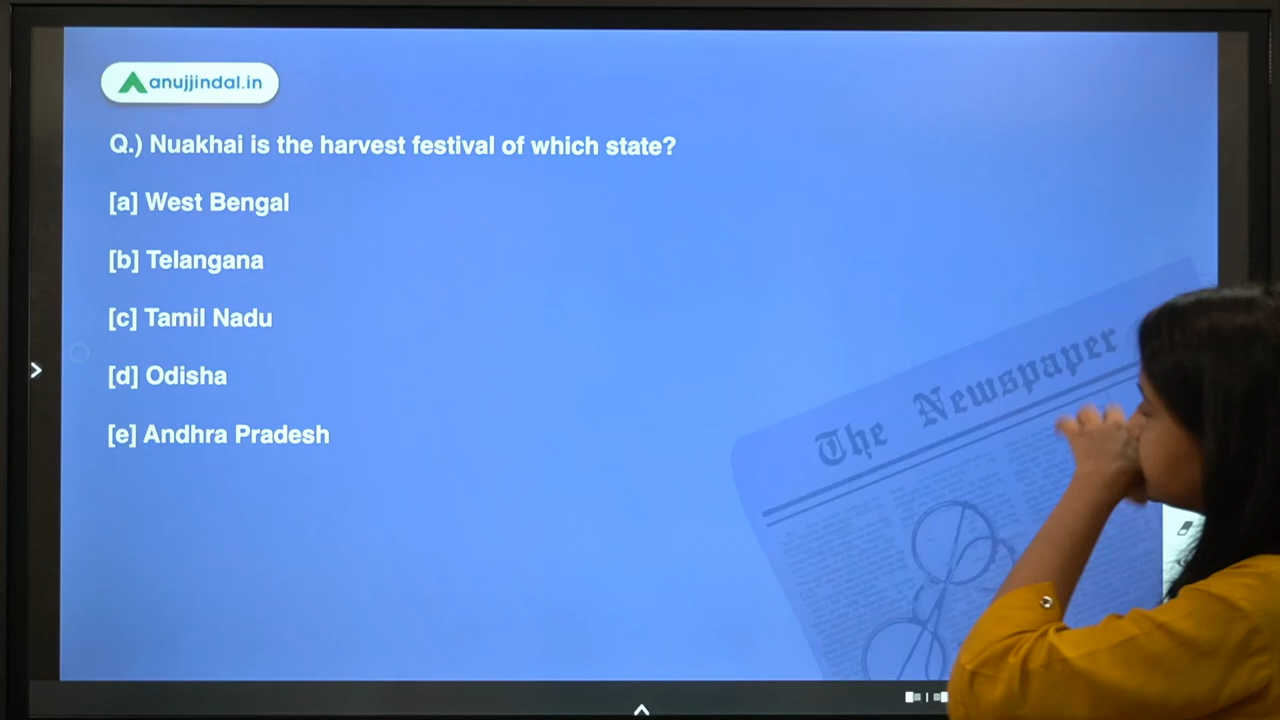 anujjindal.in
Q.) Nuakhai is the harvest festival of which state?
[a] West Bengal
[b] Telangana
[c] Tamil Nadu
[d] Odisha
[e] Andhra Pradesh
The Newspaper